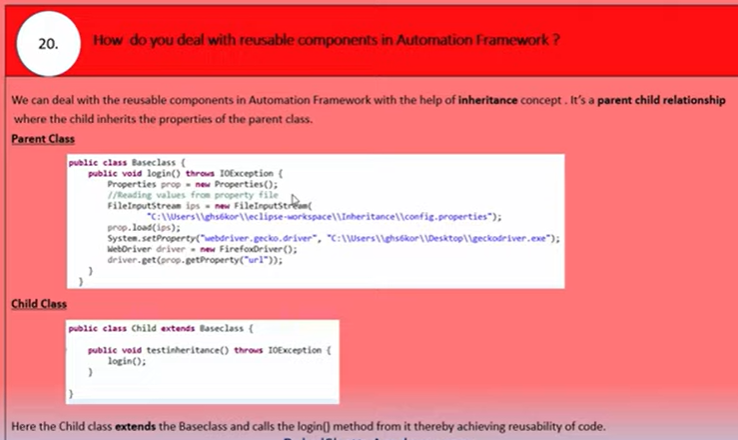 20.
How do you deal with reusable components in Automation Framework ?
We can deal with the reusable components in Automation Framework with the help of inheritance concept . It's a parent child relationship
where the child inherits the properties of the parent class.
Parent Class
public class Baseclass {
public void login() throws IOException {
Properties prop = new Properties();
//Reading values from property file
FileInputStream ips = new FileInputStream(
"C:\\Users\\ghs6kor\\eclipse-workspace\\Inheritance\\config.properties");
prop.load(ips);
System.setProperty("webdriver.gecko.driver", "C:\\Users\\ghs6kor\\Desktop\\geckodriver.exe");
WebDriver driver = new FirefoxDriver();
driver.get(prop.getProperty("url"));
}
}
Child Class
public class Child extends Baseclass {
public void testinheritance() throws IOException {
login();
}
}
Here the Child class extends the Baseclass and calls the login() method from it thereby achieving reusability of code.